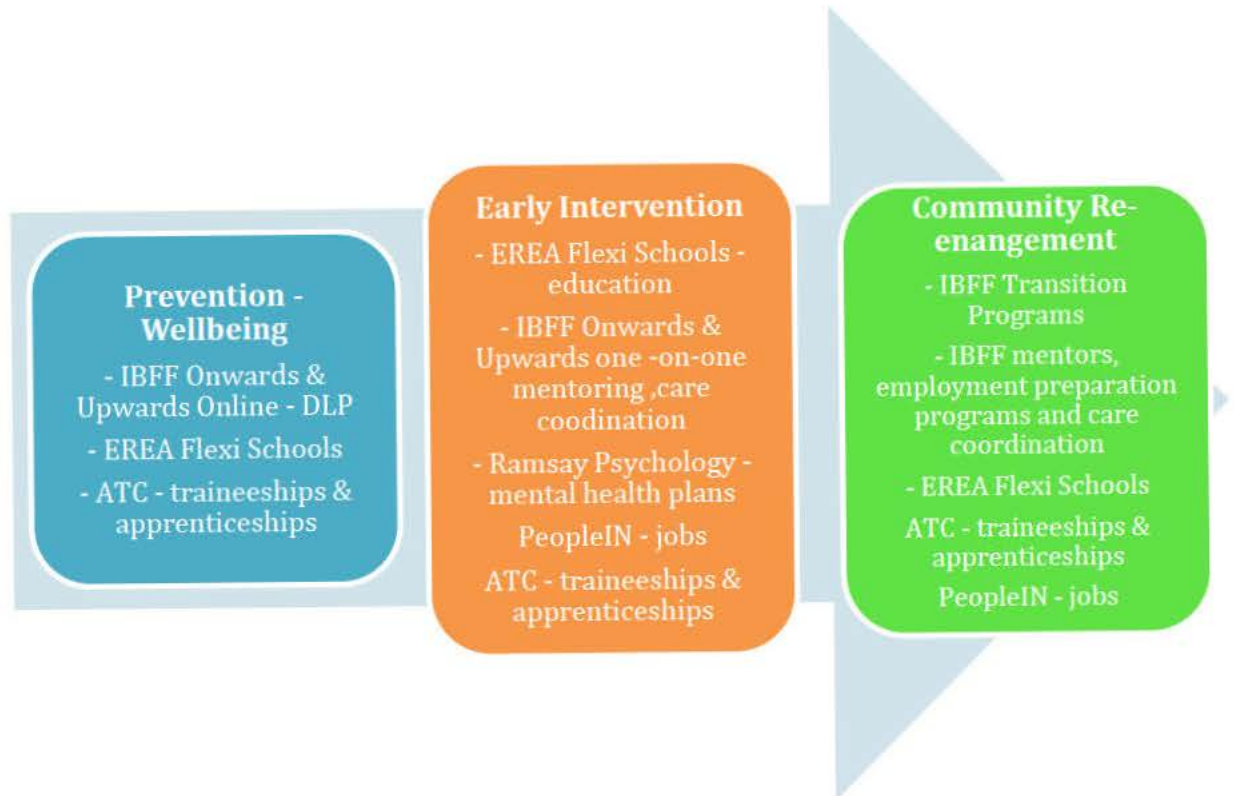 Prevention -
Wellbeing
- IBFF Onwards &
Upwards Online - DLP
- EREA Flexi Schools
- ATC - traineeships &
apprenticeships
Early Intervention
- EREA Flexi Schools -
education
- IBFF Onwards &
Upwards one -on-one
mentoring ,care
coodination
- Ramsay Psychology -
mental health plans
PeopleIN - jobs
ATC - traineeships &
apprenticeships
Community Re-
enangement
- IBFF Transition
Programs
- IBFF mentors,
employment preparation
programs and care
coordination
- EREA Flexi Schools
ATC - traineeships &
apprenticeships
PeopleIN - jobs